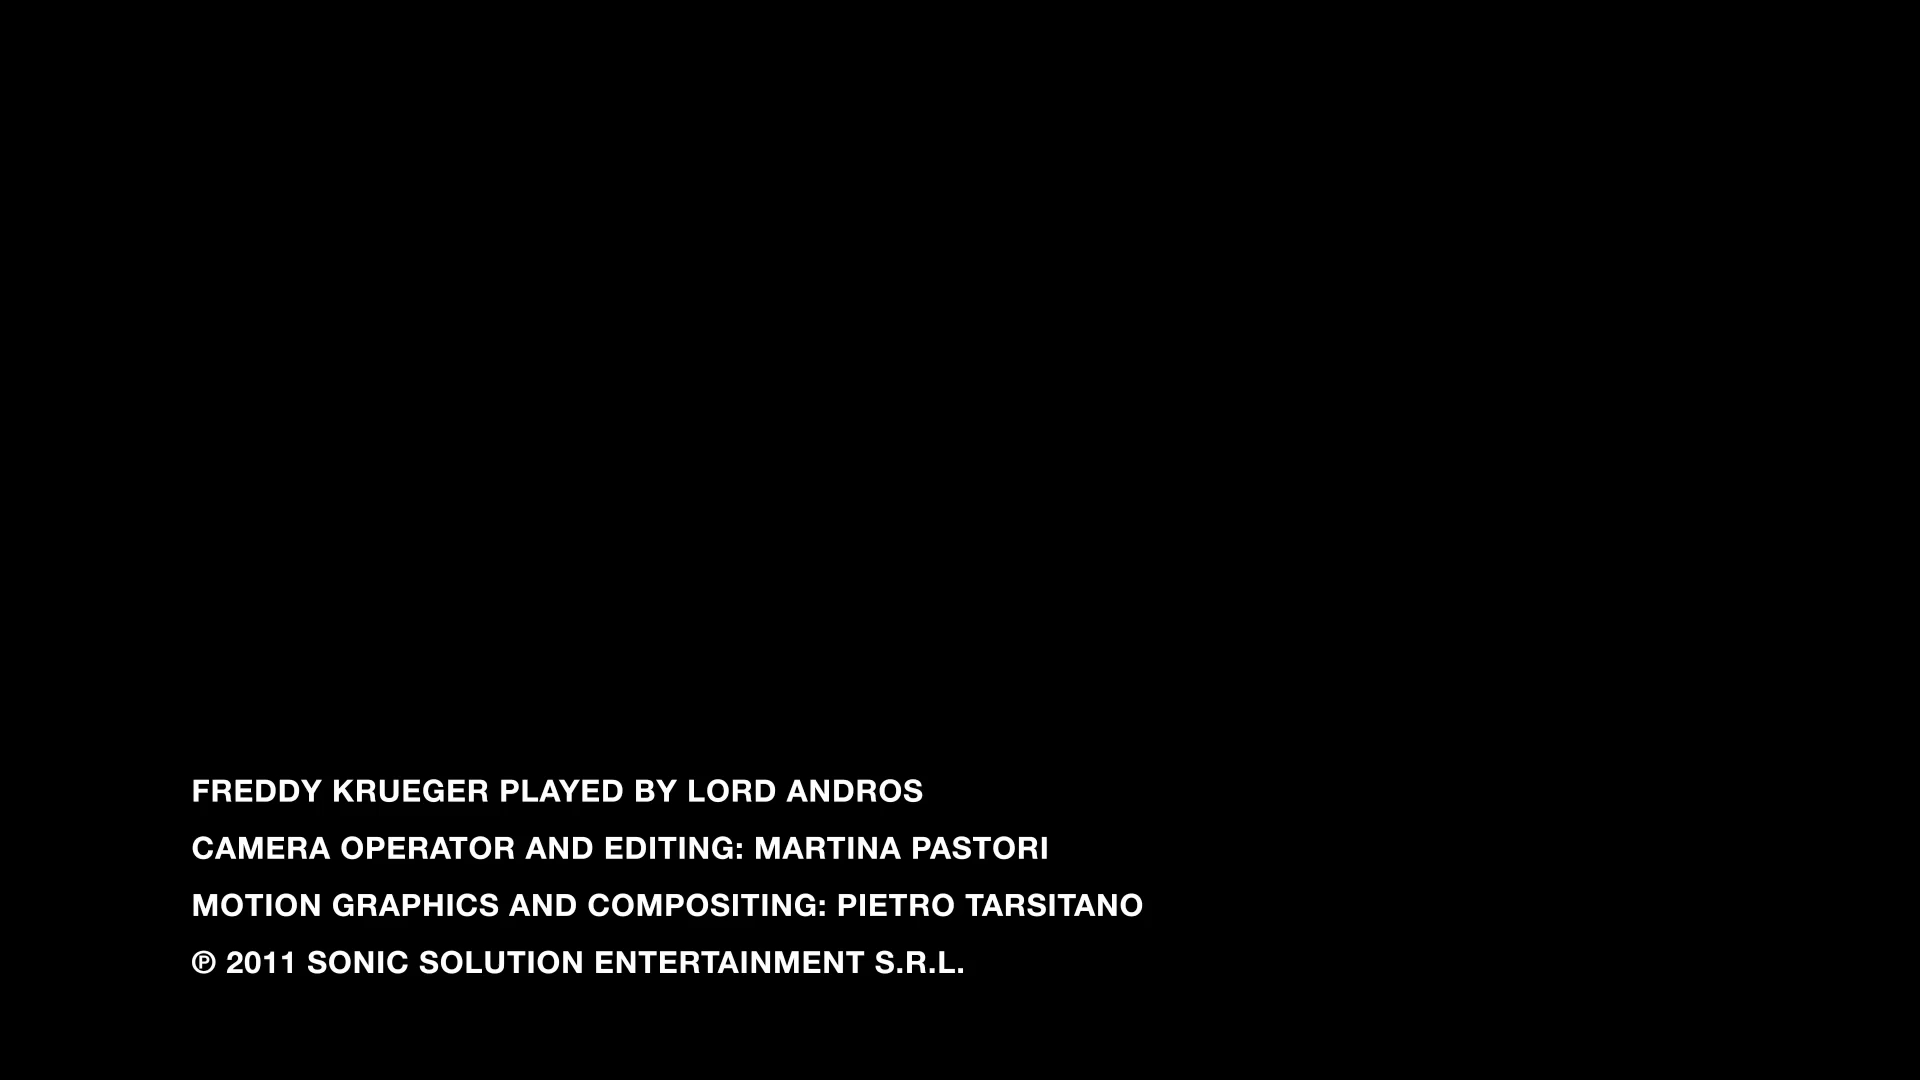 FREDDY KRUEGER PLAYED BY LORD ANDROS
CAMERA OPERATOR AND EDITING: MARTINA PASTORI
MOTION GRAPHICS AND COMPOSITING: PIETRO TARSITANO
℗ 2011 SONIC SOLUTION ENTERTAINMENT S.R.L.